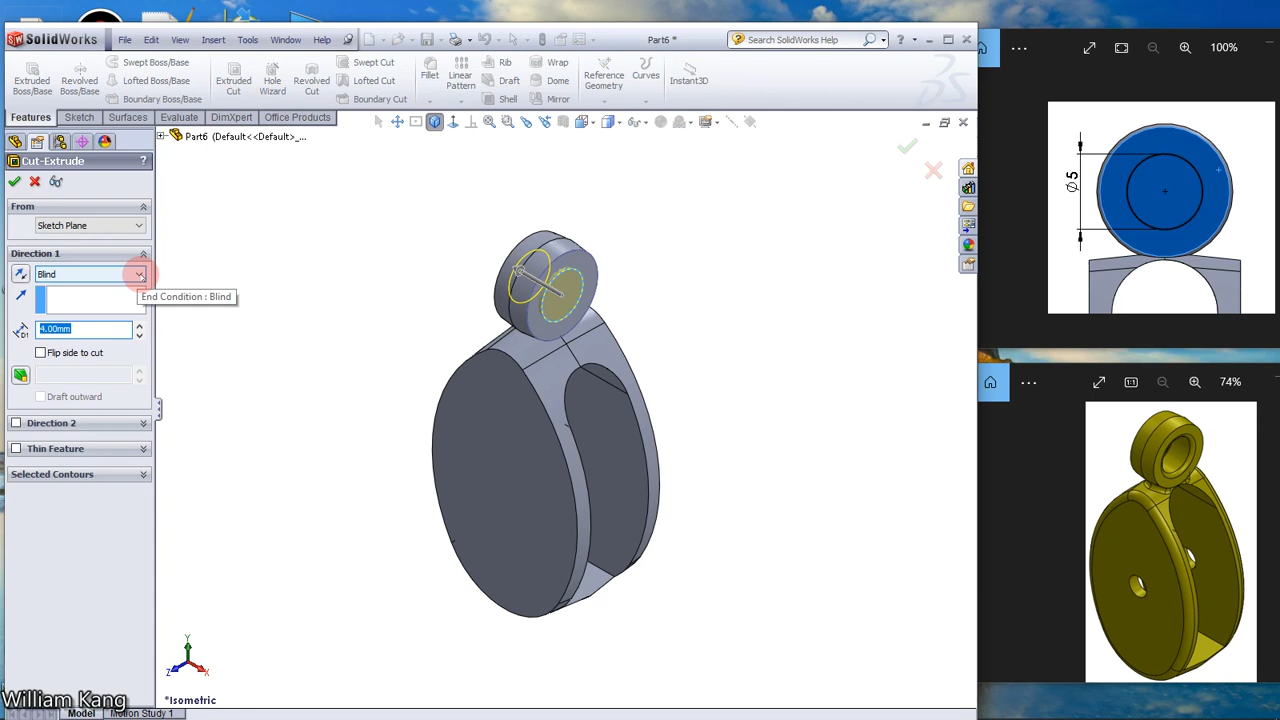 SolidWorks File Edit View Insert Tools Window Help Part6 * Search SolidWorks Help
Extruded Boss/Base
Revolved Boss/Base
Swept Boss/Base
Lofted Boss/Base
Boundary Boss/Base
Extruded Cut
Hole Wizard
Revolved Cut
Swept Cut
Lofted Cut
Boundary Cut
Fillet
Linear Pattern
Rib
Draft
Shell
Wrap
Dome
Mirror
Reference Geometry
Curves
Instant3D
Features Sketch Surfaces Evaluate DimXpert Office Products
Part6 (Default<<Default>_...
Cut-Extrude ?
From
Sketch Plane
Direction 1
Blind
End Condition : Blind
D1
4.00mm
Flip side to cut
Draft outward
Direction 2
Thin Feature
Selected Contours
Y
Z
X
*Isometric
William Kang
Model Motion Study 1
100%
Ø5
1:1
74%